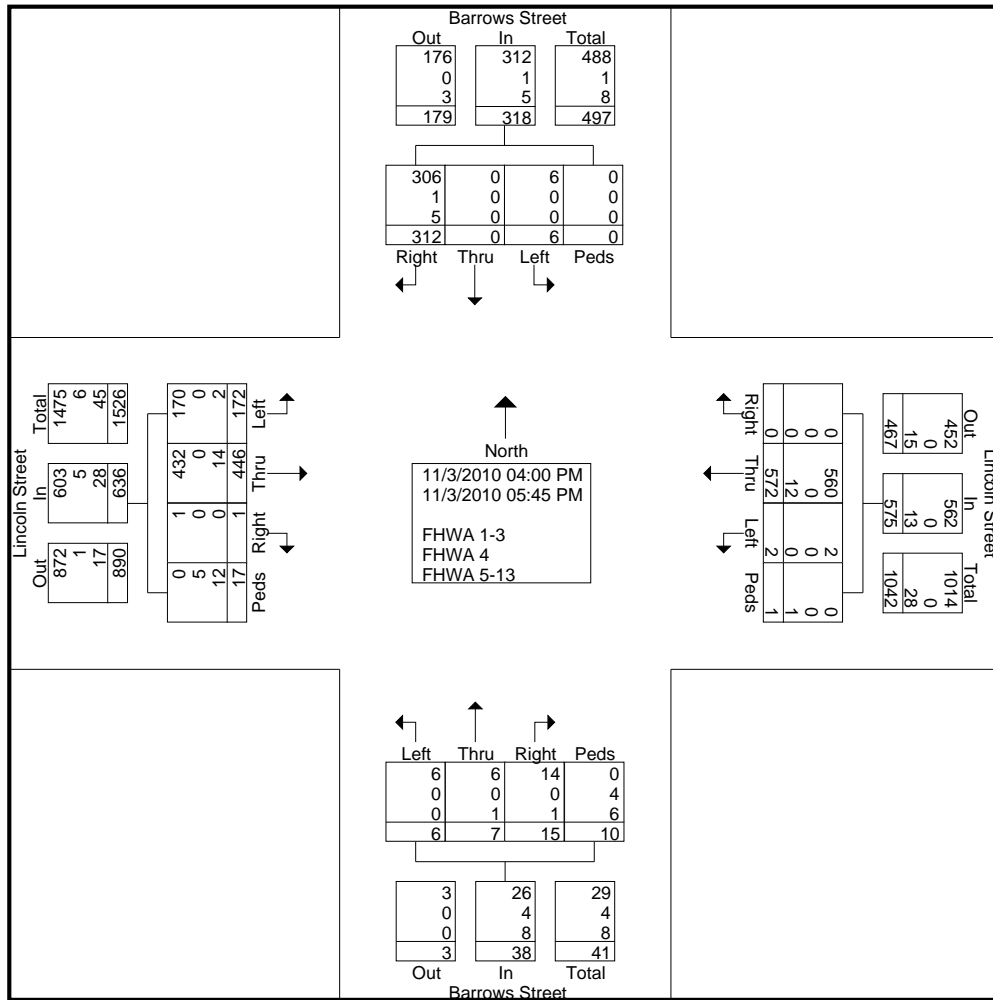 Barrows Street
Out In Total
176 312 488
0 1 1
3 5 8
179 318 497
306 0 6 0
1 0 0 0
5 0 0 0
312 0 6 0
Right Thru Left Peds
Lincoln Street
Total In Out
1475 603 872
6 5 1
45 28 17
1526 636 890
170 432 1 0
0 0 0 5
2 14 0 12
172 446 1 17
Left Thru Right Peds
North
11/3/2010 04:00 PM
11/3/2010 05:45 PM
FHWA 1-3
FHWA 4
FHWA 5-13
Right Thru Left Peds
0 572 2 1
0 12 0 1
0 0 0 0
0 560 2 0
Lincoln Street
Out In Total
452 562 1014
0 0 0
15 13 28
467 575 1042
Left Thru Right Peds
6 6 14 0
0 0 0 4
0 1 1 6
6 7 15 10
3 26 29
0 4 4
0 8 8
3 38 41
Out In Total
Barrows Street